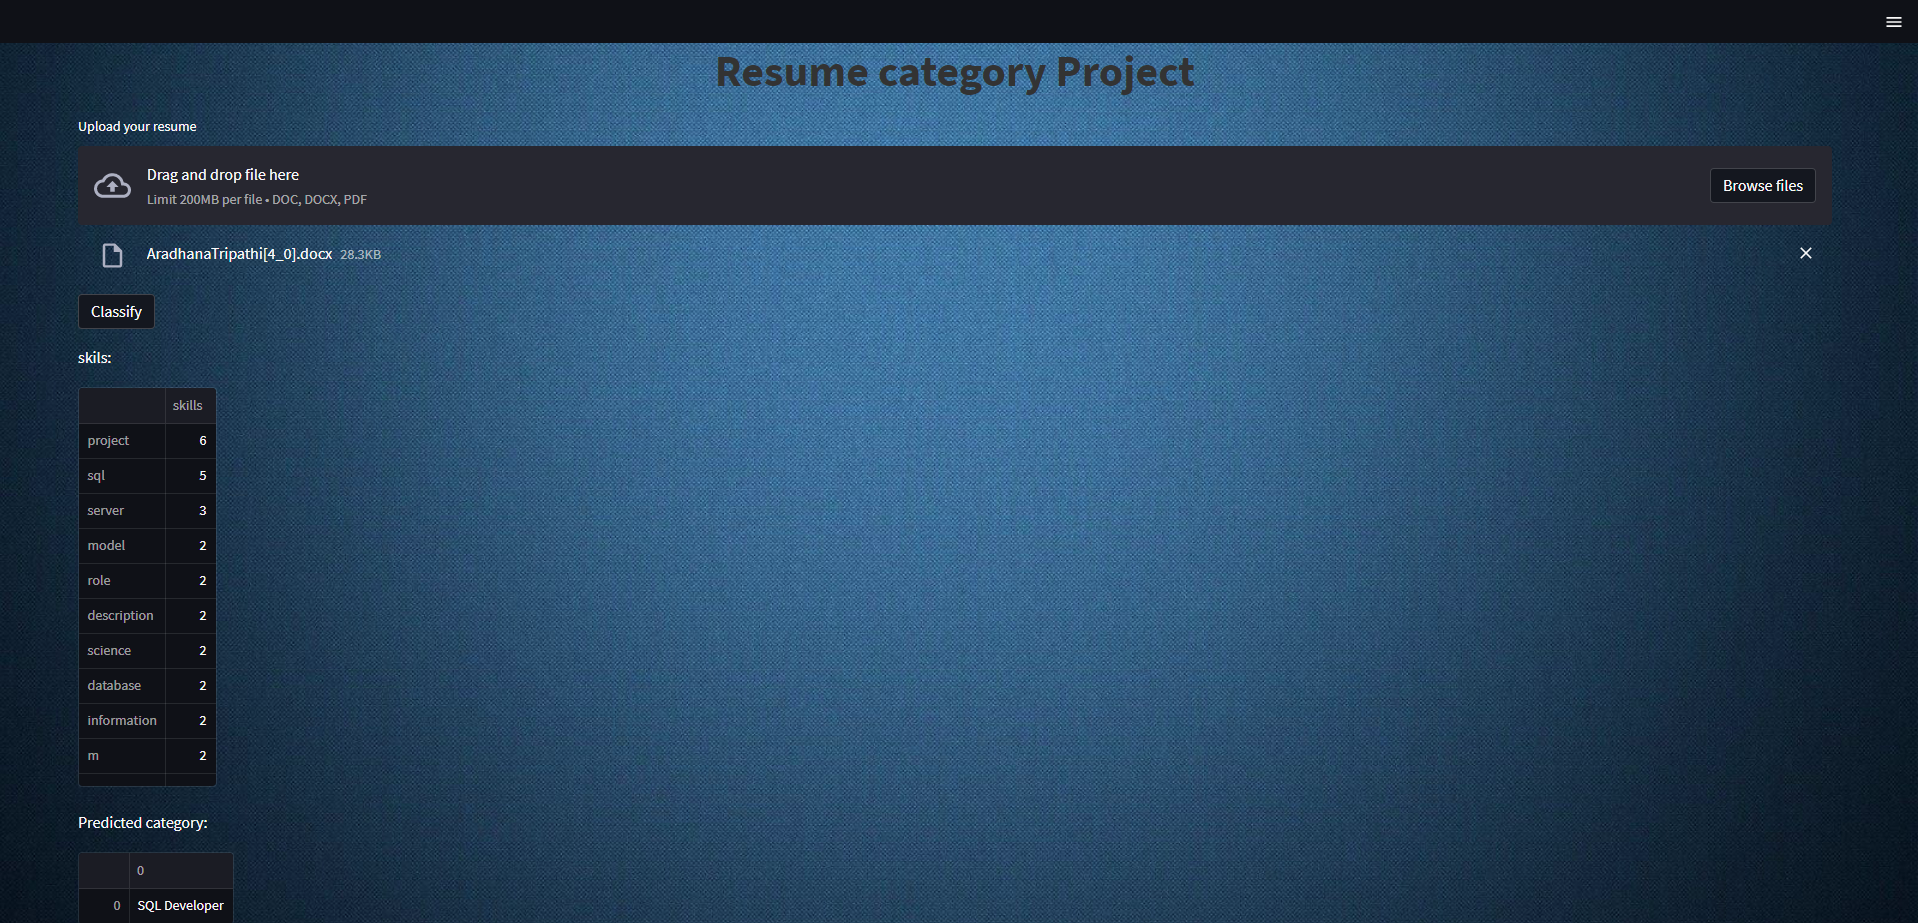 Resume category Project
Upload your resume
Drag and drop file here
Limit 200MB per file • DOC, DOCX, PDF
Browse files
AradhanaTripathi[4_0].docx 28.3KB
Classify
skils:
skills
project 6
sql 5
server 3
model 2
role 2
description 2
science 2
database 2
information 2
m 2
Predicted category:
0
0 SQL Developer